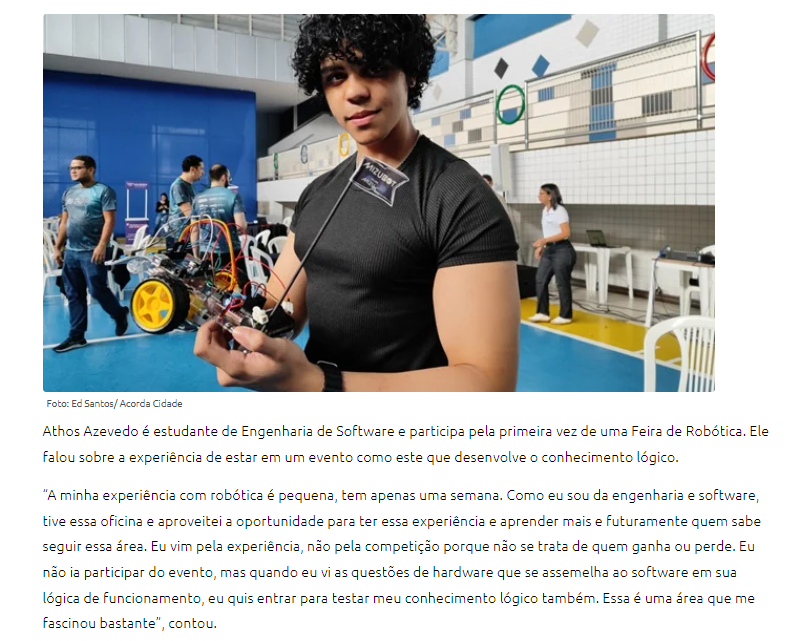 MIZUBOT
Foto: Ed Santos/ Acorda Cidade
Athos Azevedo é estudante de Engenharia de Software e participa pela primeira vez de uma Feira de Robótica. Ele
falou sobre a experiência de estar em um evento como este que desenvolve o conhecimento lógico.
“A minha experiência com robótica é pequena, tem apenas uma semana. Como eu sou da engenharia e software,
tive essa oficina e aproveitei a oportunidade para ter essa experiência e aprender mais e futuramente quem sabe
seguir essa área. Eu vim pela experiência, não pela competição porque não se trata de quem ganha ou perde. Eu
não ia participar do evento, mas quando eu vi as questões de hardware que se assemelha ao software em sua
lógica de funcionamento, eu quis entrar para testar meu conhecimento lógico também. Essa é uma área que me
fascinou bastante”, contou.